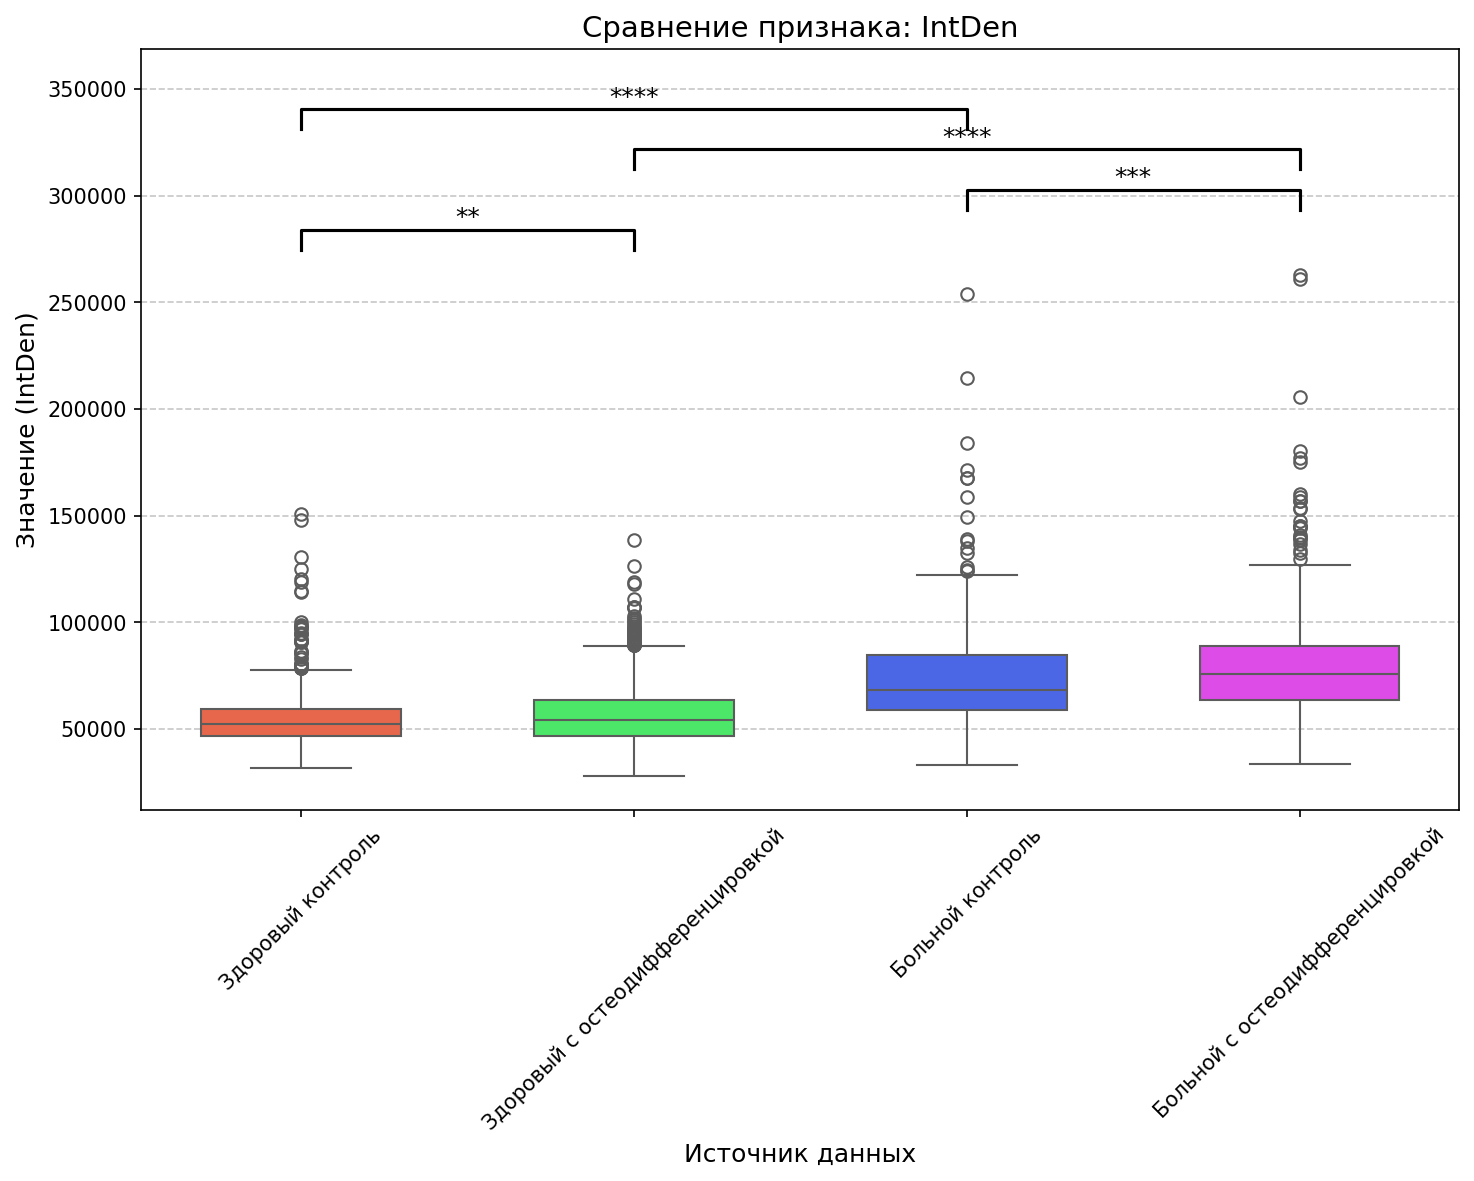 Сравнение признака: IntDen
Значение (IntDen)
350000
300000
250000
200000
150000
100000
50000
****
****
***
**
Здоровый контроль
Здоровый с остеодифференцировкой
Больной контроль
Больной с остеодифференцировкой
Источник данных